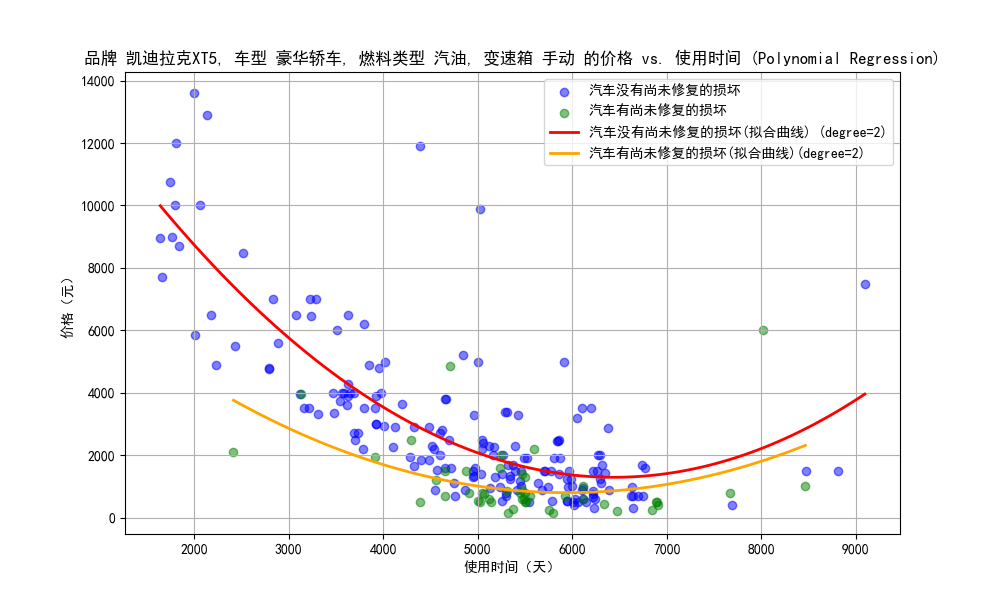 品牌 凯迪拉克XT5, 车型 豪华轿车, 燃料类型 汽油, 变速箱 手动 的价格 vs. 使用时间 (Polynomial Regression)
汽车没有尚未修复的损坏
汽车有尚未修复的损坏
汽车没有尚未修复的损坏(拟合曲线) (degree=2)
汽车有尚未修复的损坏(拟合曲线)(degree=2)
价格（元）
14000
12000
10000
8000
6000
4000
2000
0
2000 3000 4000 5000 6000 7000 8000 9000
使用时间（天）